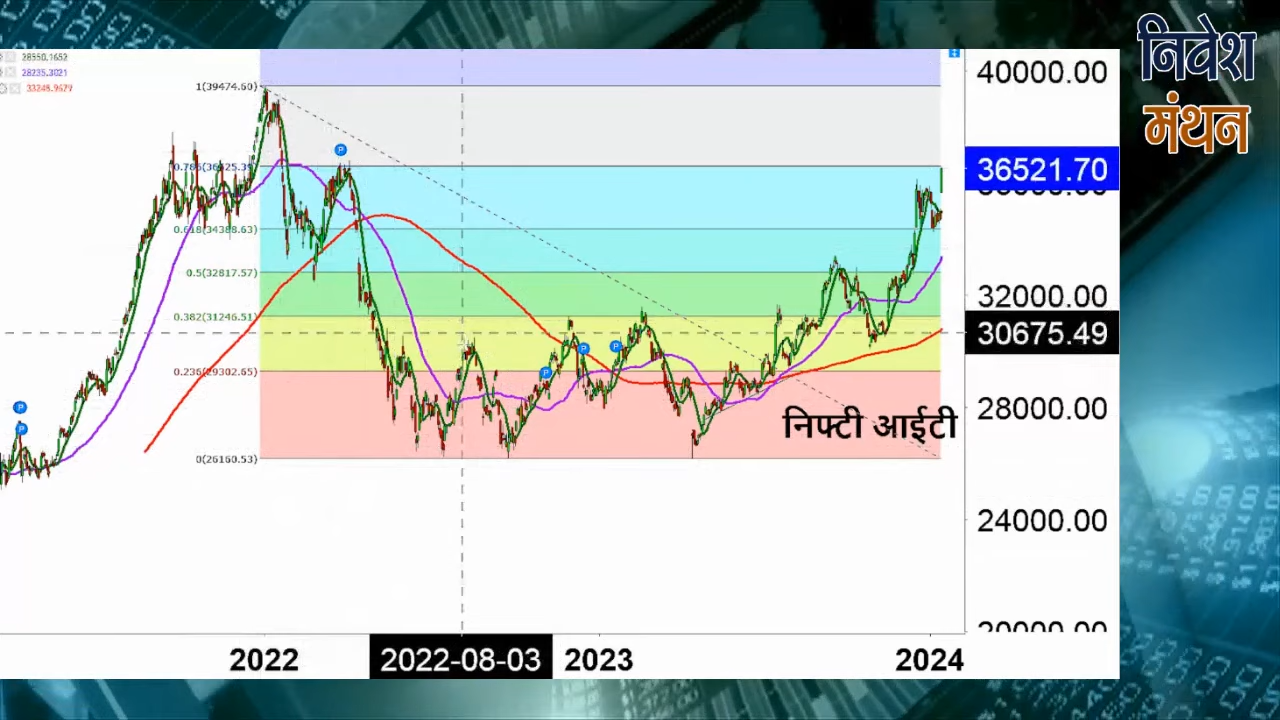 निवेश
मंथन
28550.1652
28235.3021
1(39474.60)
40000.00
36521.70
0.618(34388.63)
0.5(32817.57)
32000.00
0.382(31246.51)
30675.49
0.236(29302.65)
28000.00
निफ्टी आईटी
0(26160.53)
24000.00
20000.00
2022
2022-08-03
2023
2024
P
P
P
P
P
P